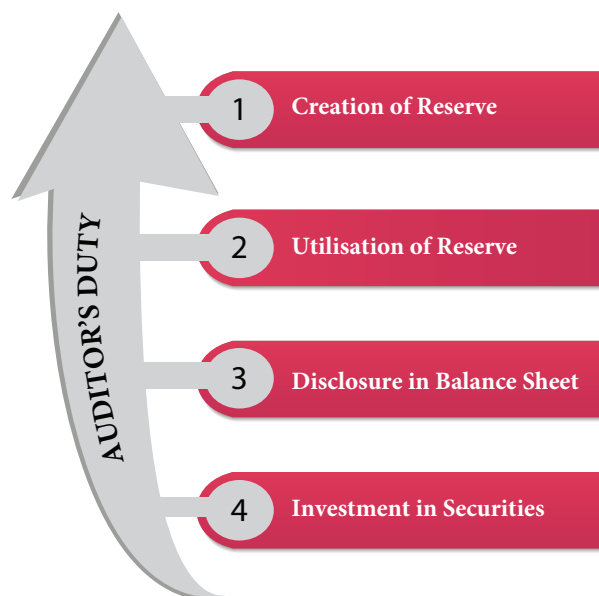 AUDITOR'S DUTY
1 Creation of Reserve
2 Utilisation of Reserve
3 Disclosure in Balance Sheet
4 Investment in Securities